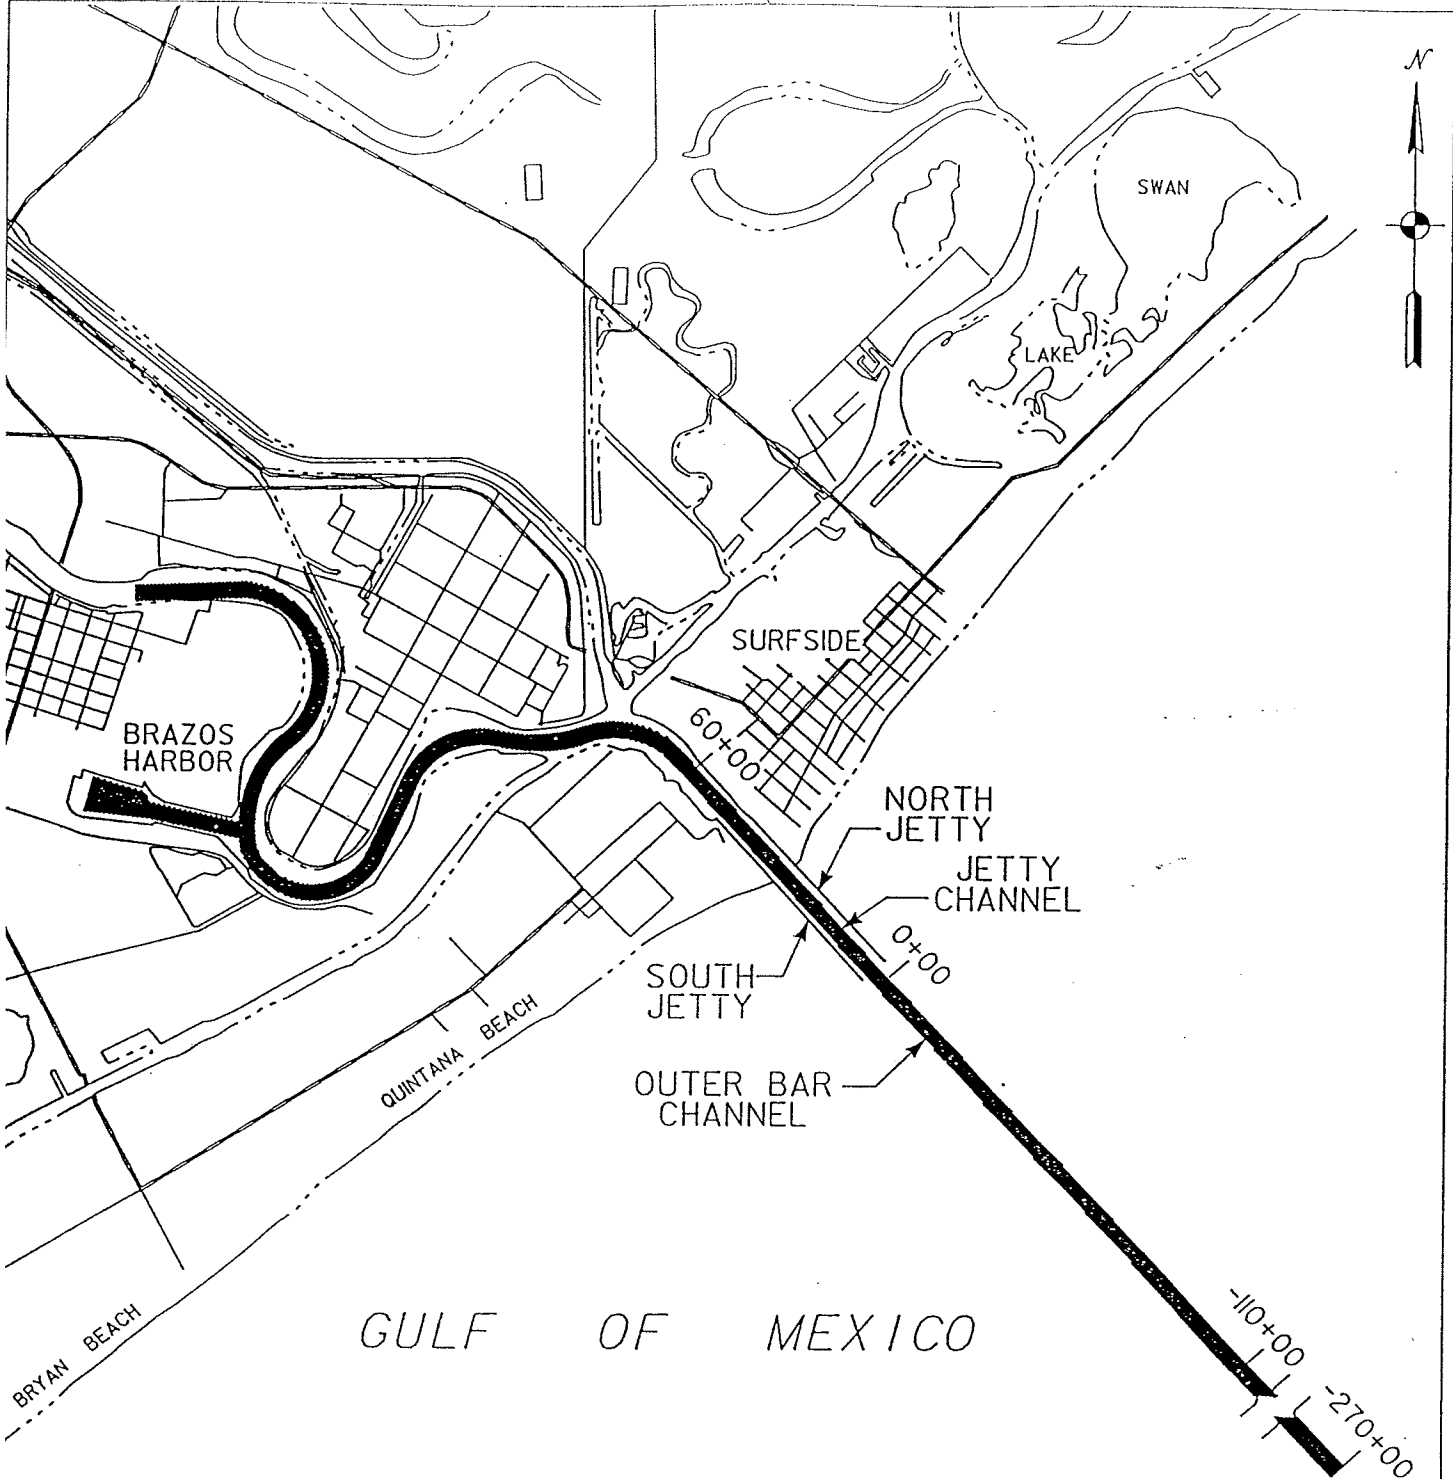 N
SWAN
LAKE
SURFSIDE
60+00
BRAZOS
HARBOR
NORTH
JETTY
JETTY
CHANNEL
0+00
SOUTH
JETTY
QUINTANA BEACH
OUTER BAR
CHANNEL
GULF OF MEXICO
-110+00
BRYAN BEACH
-270+00